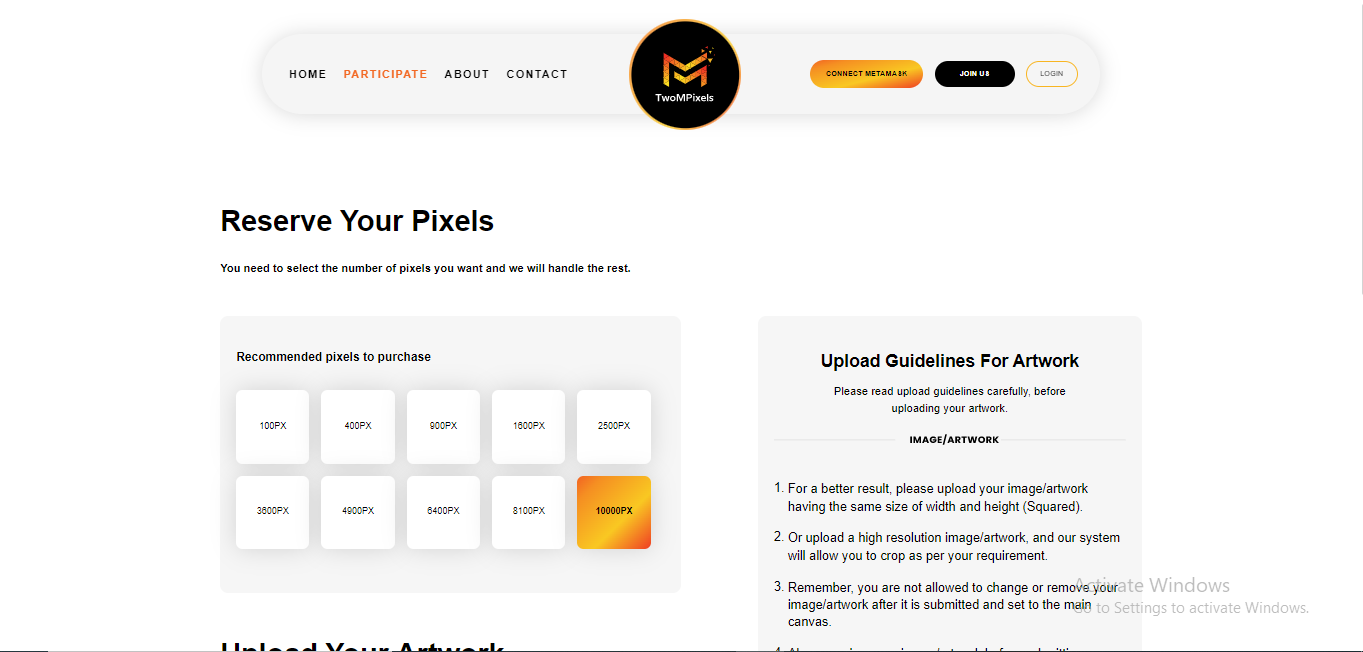 HOME PARTICIPATE ABOUT CONTACT
TwoMPixels
CONNECT METAMASK JOIN US LOGIN
Reserve Your Pixels
You need to select the number of pixels you want and we will handle the rest.
Recommended pixels to purchase
100PX 400PX 900PX 1600PX 2500PX
3600PX 4900PX 6400PX 8100PX 10000PX
Upload Your Artwork
Upload Guidelines For Artwork
Please read upload guidelines carefully, before
uploading your artwork.
IMAGE/ARTWORK
1. For a better result, please upload your image/artwork
having the same size of width and height (Squared).
2. Or upload a high resolution image/artwork, and our system
will allow you to crop as per your requirement.
3. Remember, you are not allowed to change or remove your
image/artwork after it is submitted and set to the main
canvas.
Activate Windows
Go to Settings to activate Windows.